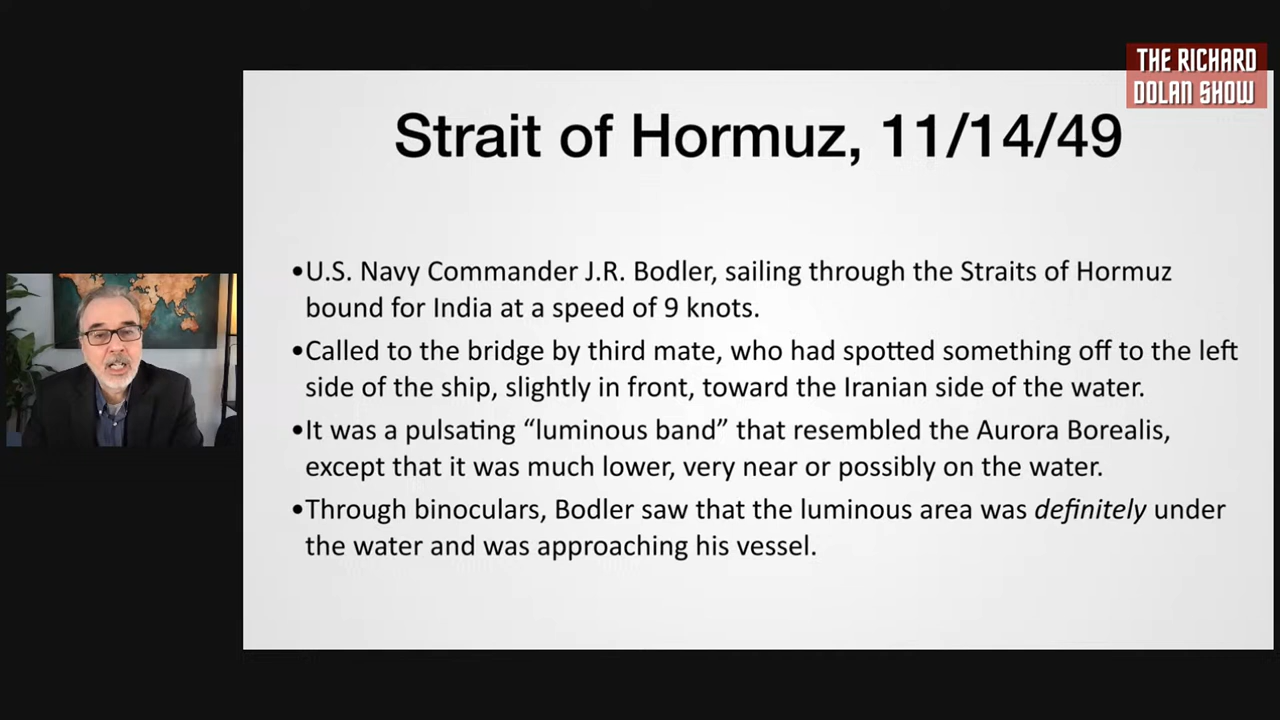 THE RICHARD
DOLAN SHOW
Strait of Hormuz, 11/14/49
•U.S. Navy Commander J.R. Bodler, sailing through the Straits of Hormuz
bound for India at a speed of 9 knots.
•Called to the bridge by third mate, who had spotted something off to the left
side of the ship, slightly in front, toward the Iranian side of the water.
•It was a pulsating “luminous band” that resembled the Aurora Borealis,
except that it was much lower, very near or possibly on the water.
•Through binoculars, Bodler saw that the luminous area was definitely under
the water and was approaching his vessel.